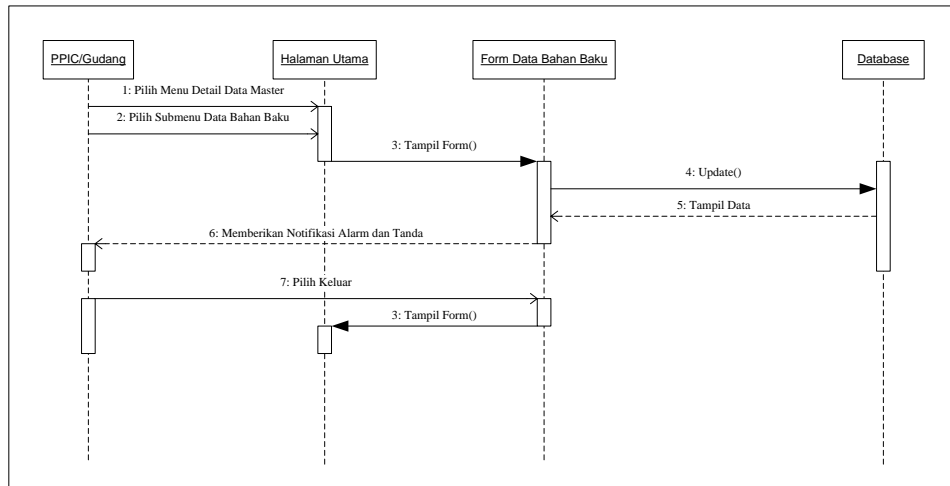 PPIC/Gudang
Halaman Utama
Form Data Bahan Baku
Database
1: Pilih Menu Detail Data Master
2: Pilih Submenu Data Bahan Baku
3: Tampil Form()
4: Update()
5: Tampil Data
6: Memberikan Notifikasi Alarm dan Tanda
7: Pilih Keluar
3: Tampil Form()